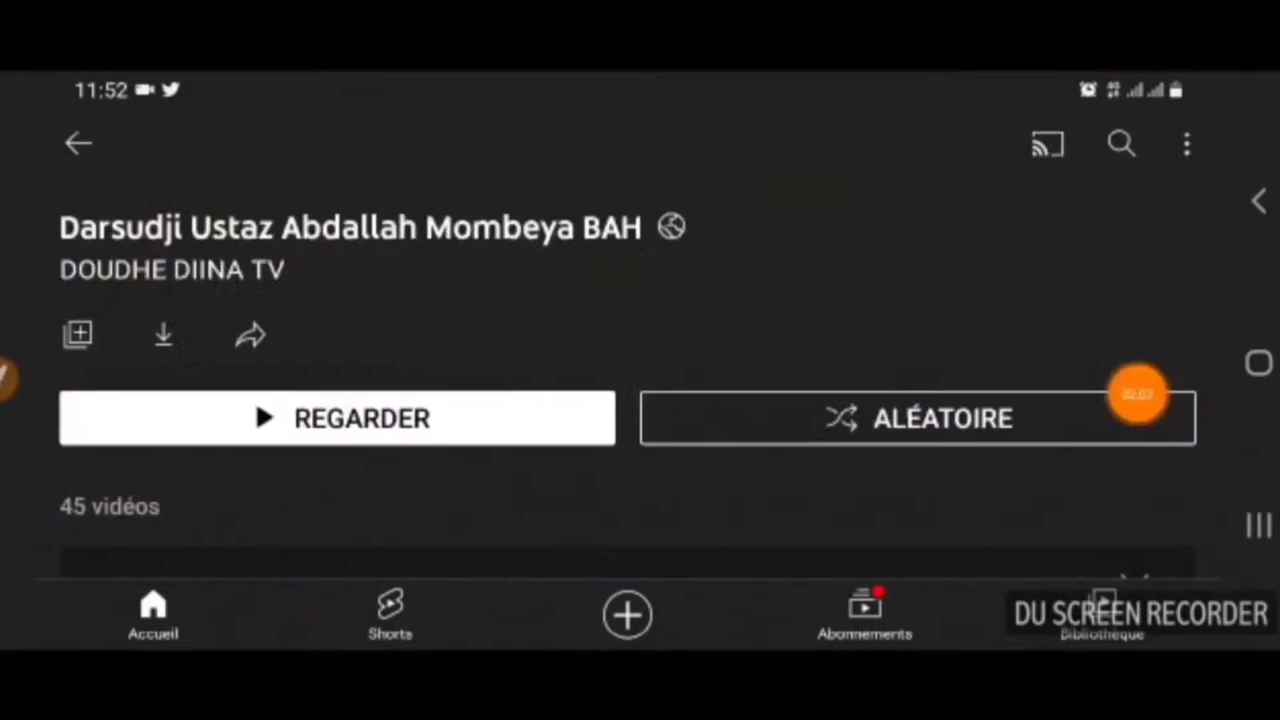 11:52
Darsudji Ustaz Abdallah Mombeya BAH
DOUDHE DIINA TV
REGARDER
ALÉATOIRE
45 vidéos
Accueil
Shorts
Abonnements
Bibliothèque
DU SCREEN RECORDER